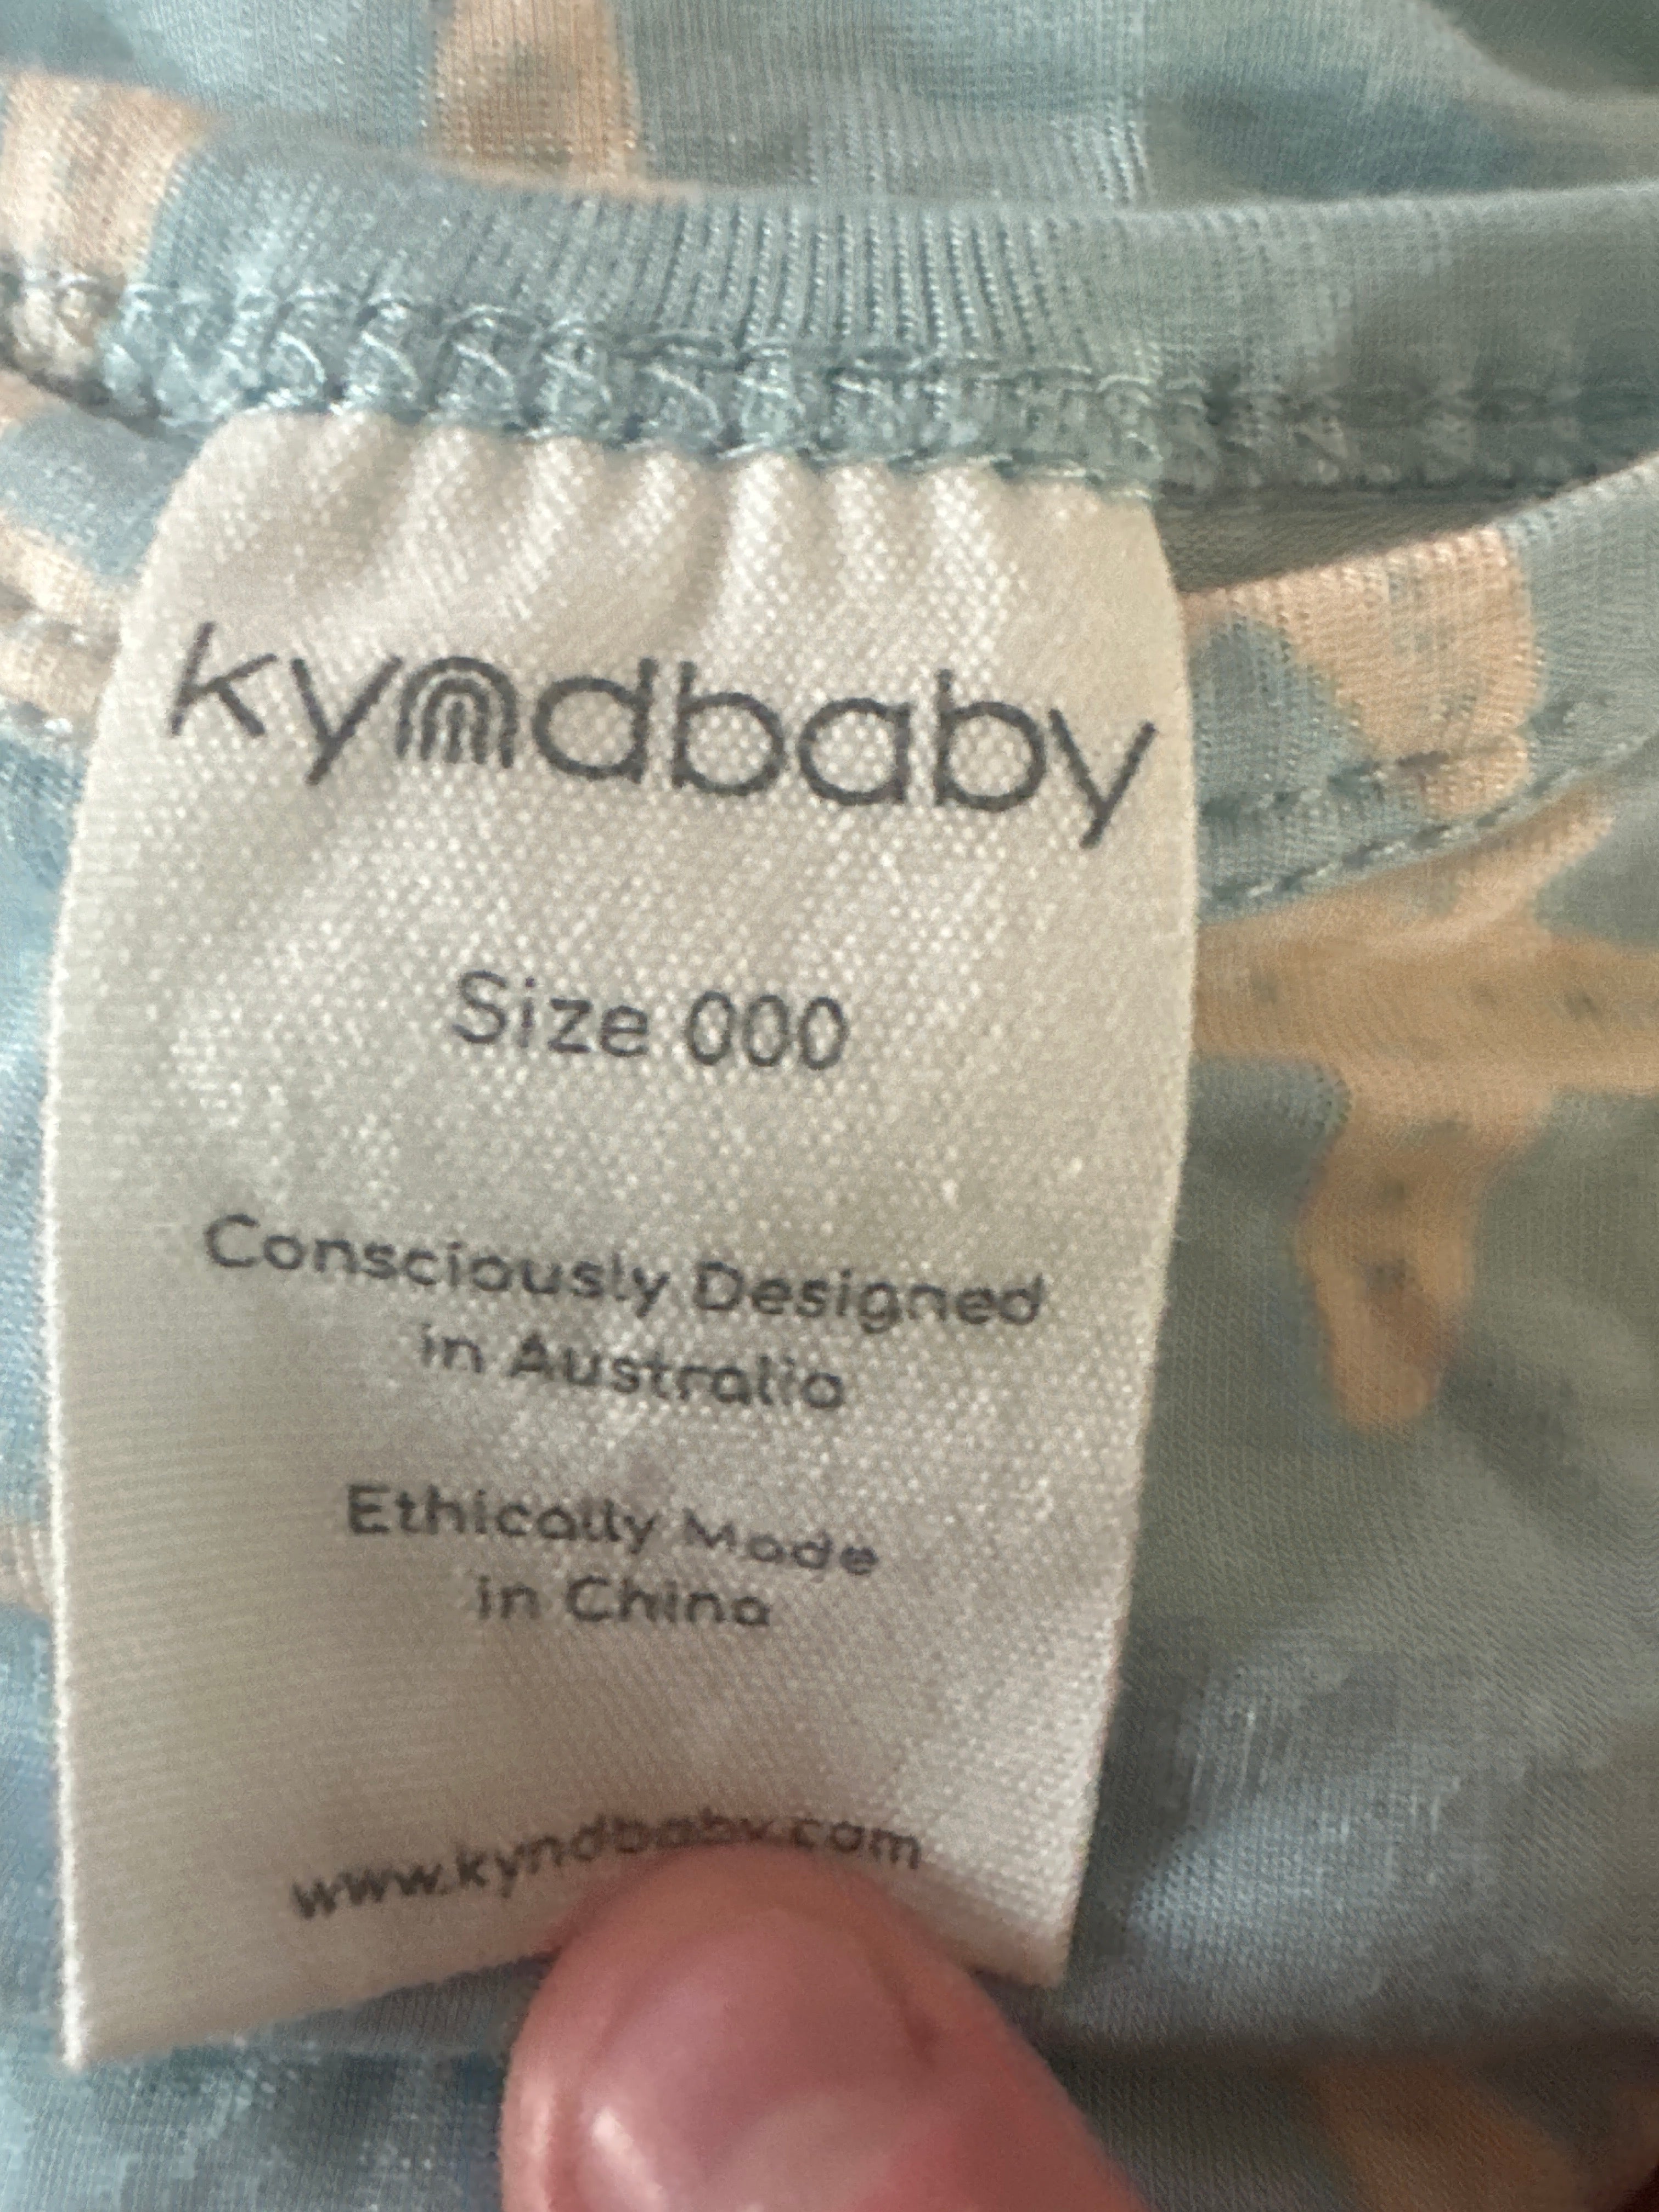 kyndbaby
Size 000
Consciously Designed
in Australia
Ethically Made
in China
www.kyndbaby.com